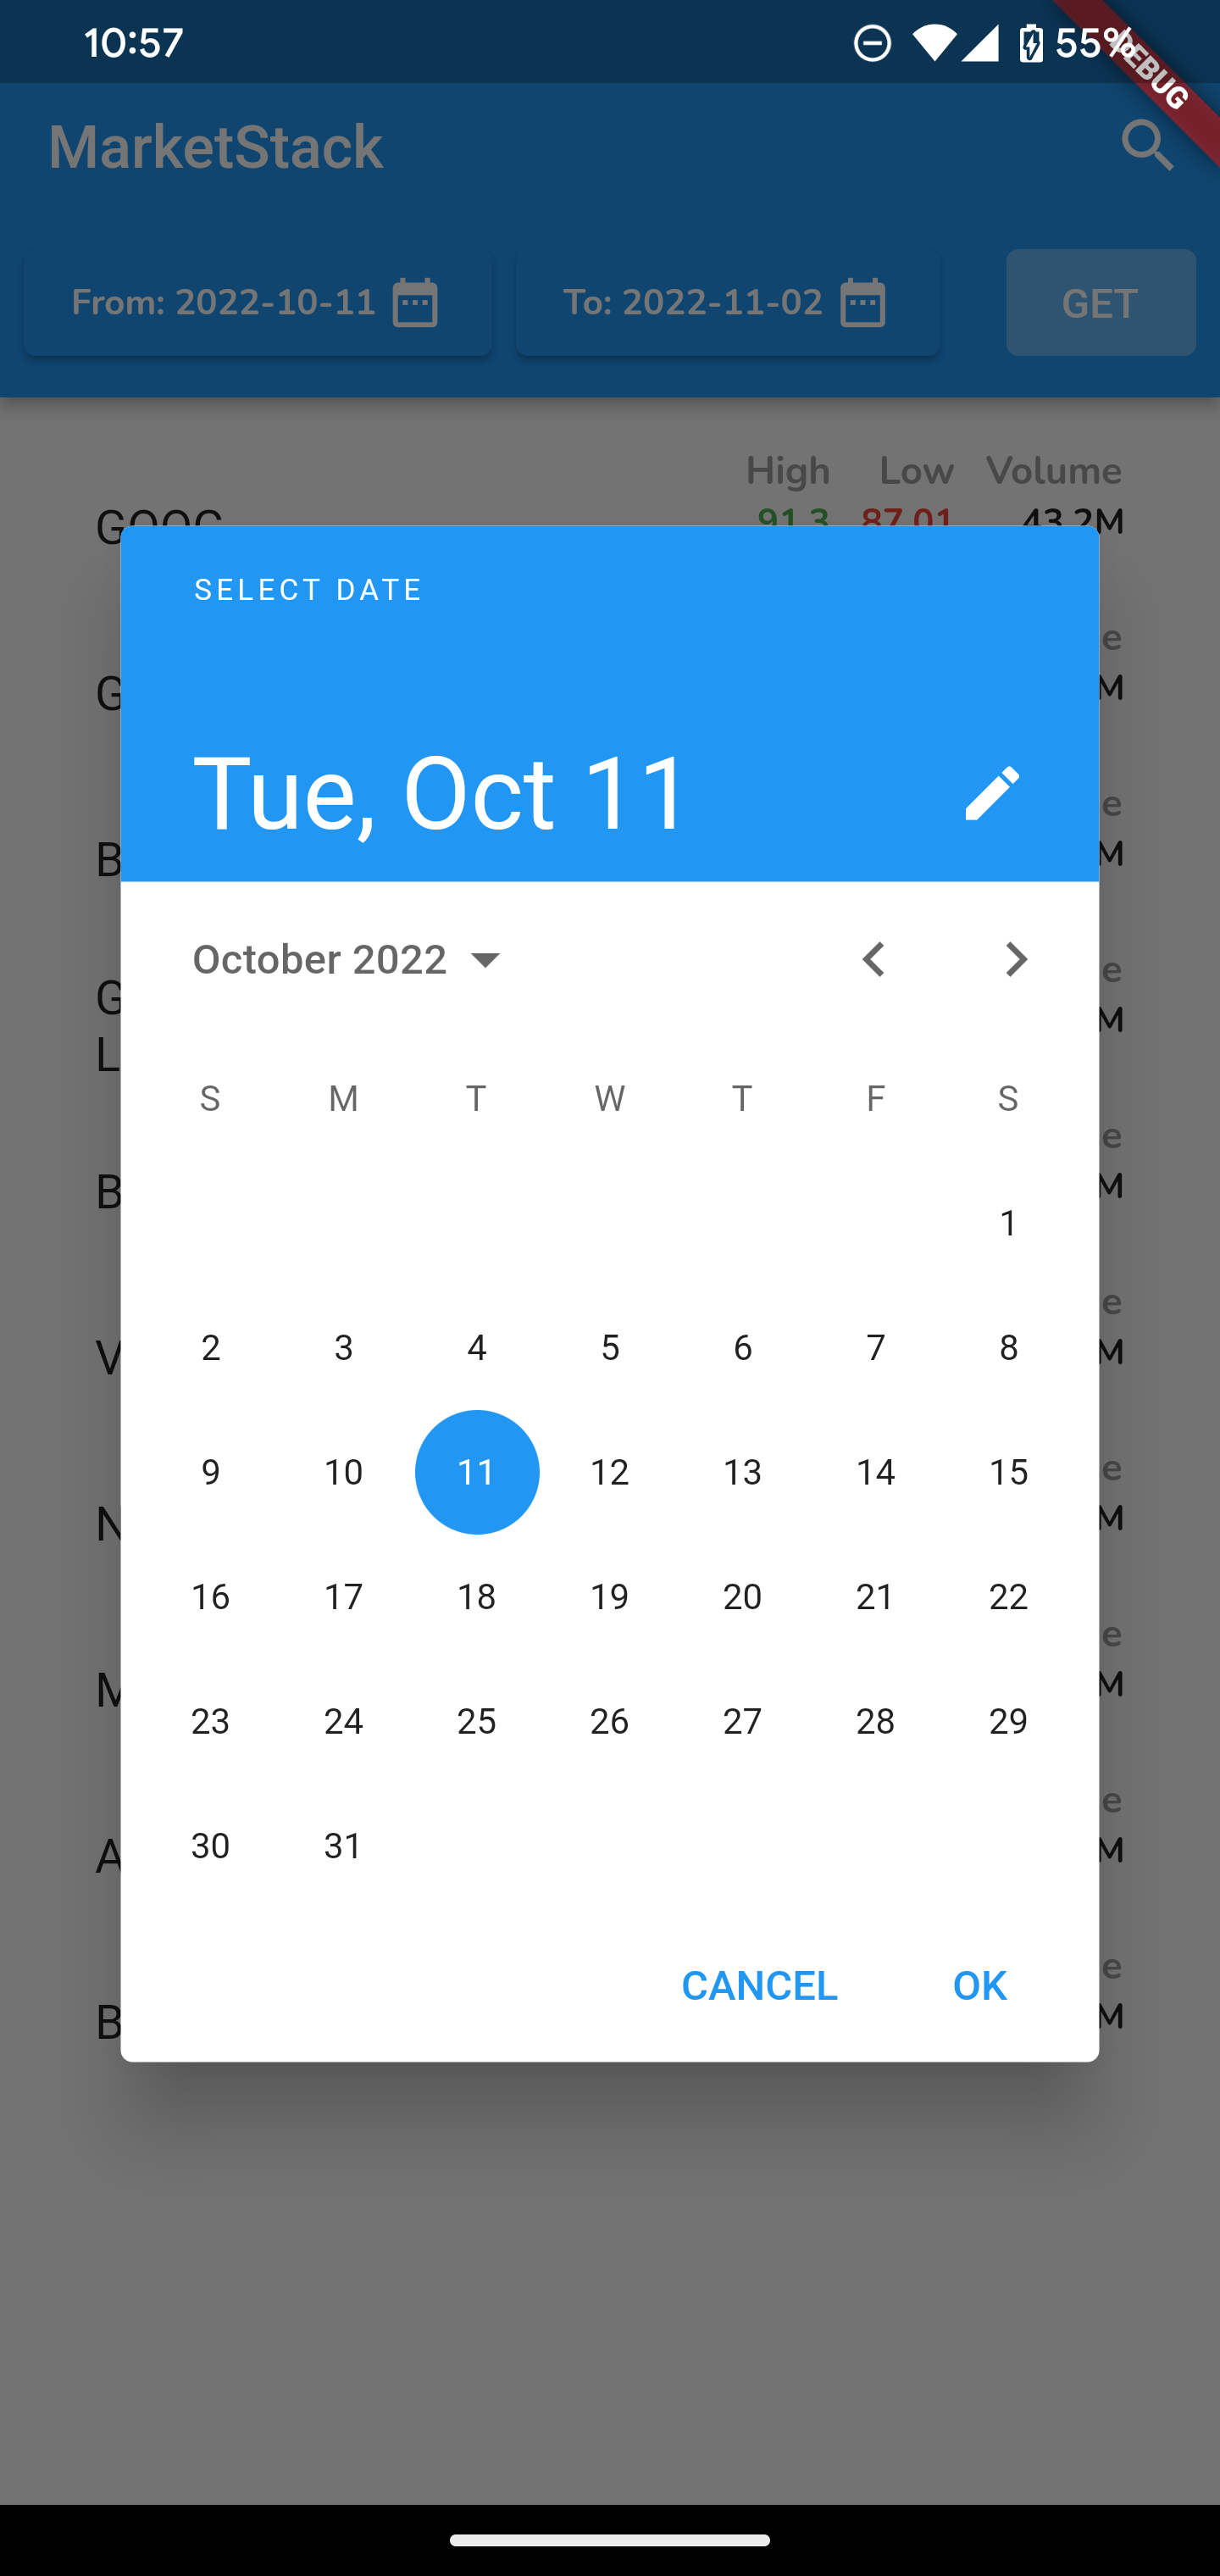 10:57 55%
DEBUG
MarketStack
From: 2022-10-11 To: 2022-11-02 GET
High Low Volume
GOOG 91.3 87.01 43.2M
SELECT DATE
Tue, Oct 11
October 2022
S M T W T F S
1
2 3 4 5 6 7 8
9 10 11 12 13 14 15
16 17 18 19 20 21 22
23 24 25 26 27 28 29
30 31
CANCEL OK